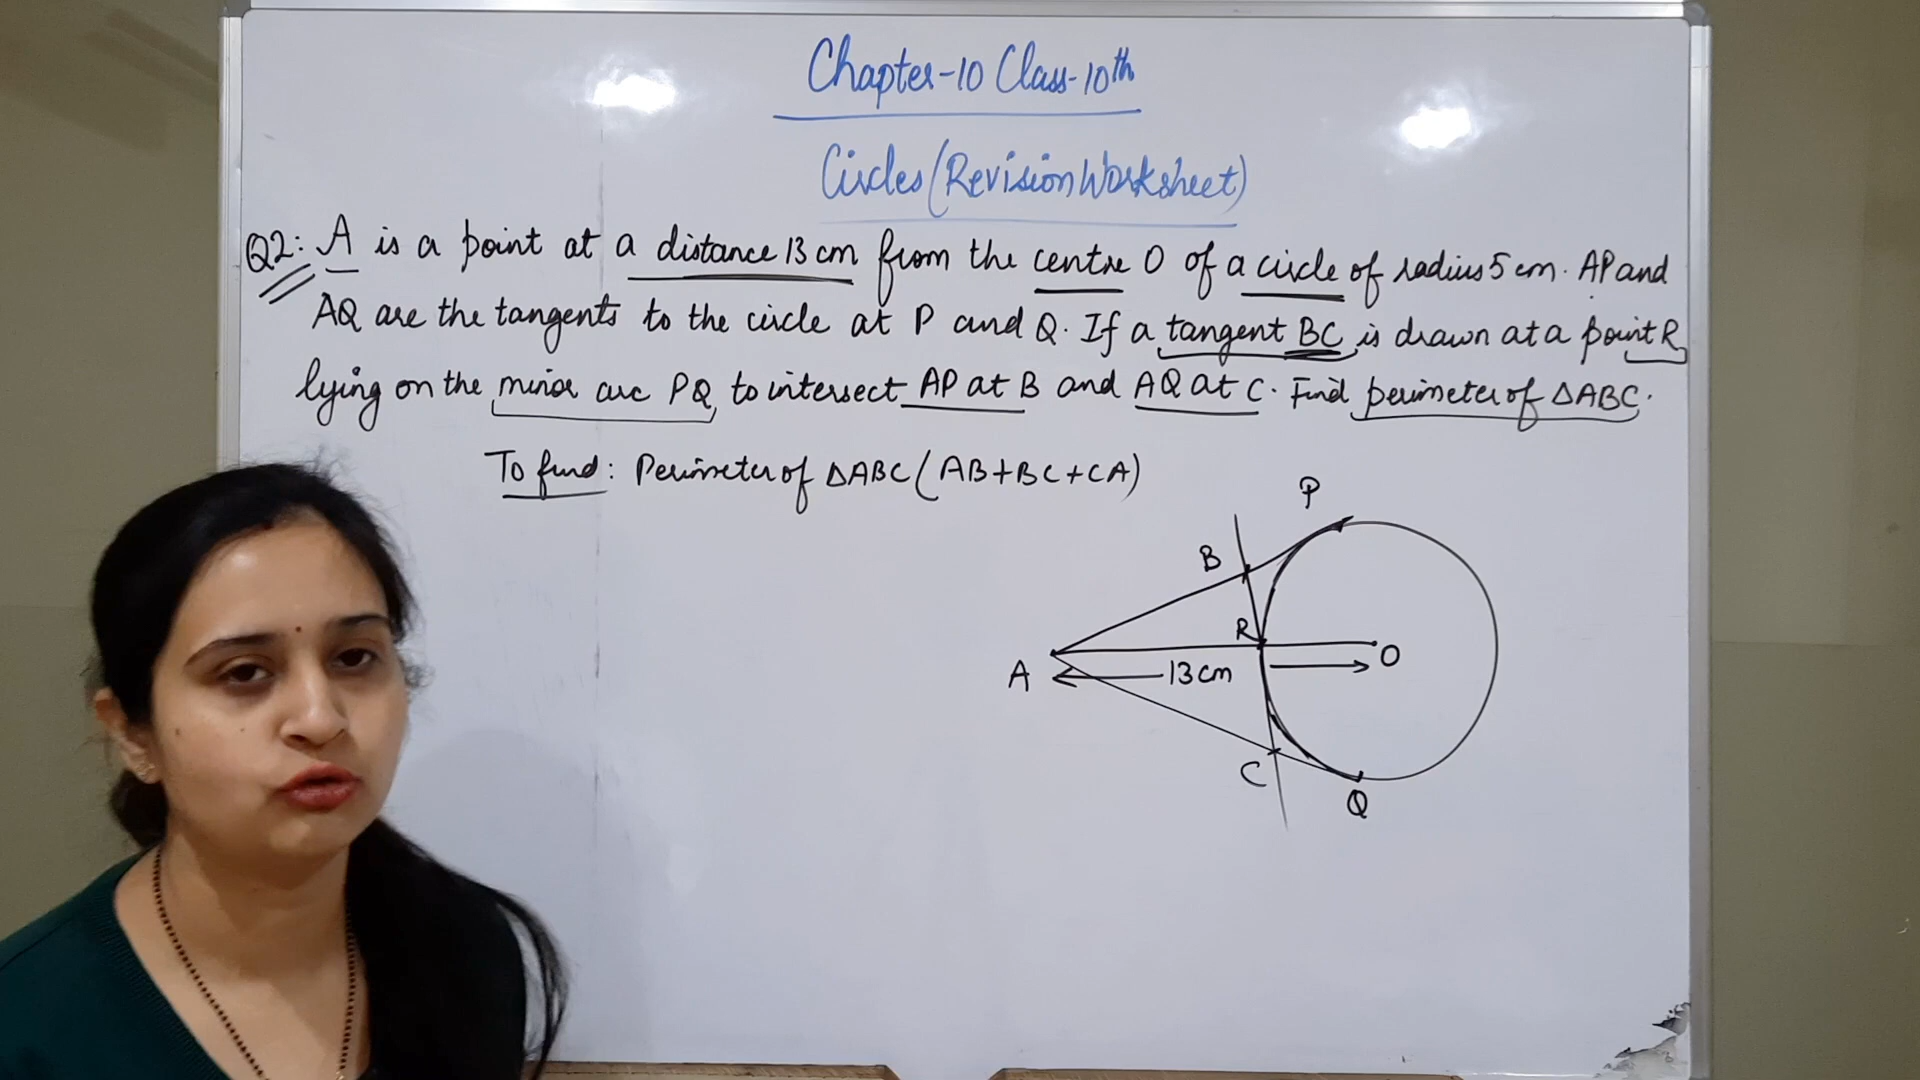 Chapter-10 Class-10th
Circles (Revision Worksheet)
Q2: A is a point at a distance 13 cm from the centre O of a circle of radius 5 cm. AP and
AQ are the tangents to the circle at P and Q. If a tangent BC is drawn at a point R
lying on the minor arc PQ to intersect AP at B and AQ at C. Find perimeter of ΔABC.
To find: Perimeter of ΔABC (AB+BC+CA)
P
B
R
A
13 cm
O
C
Q